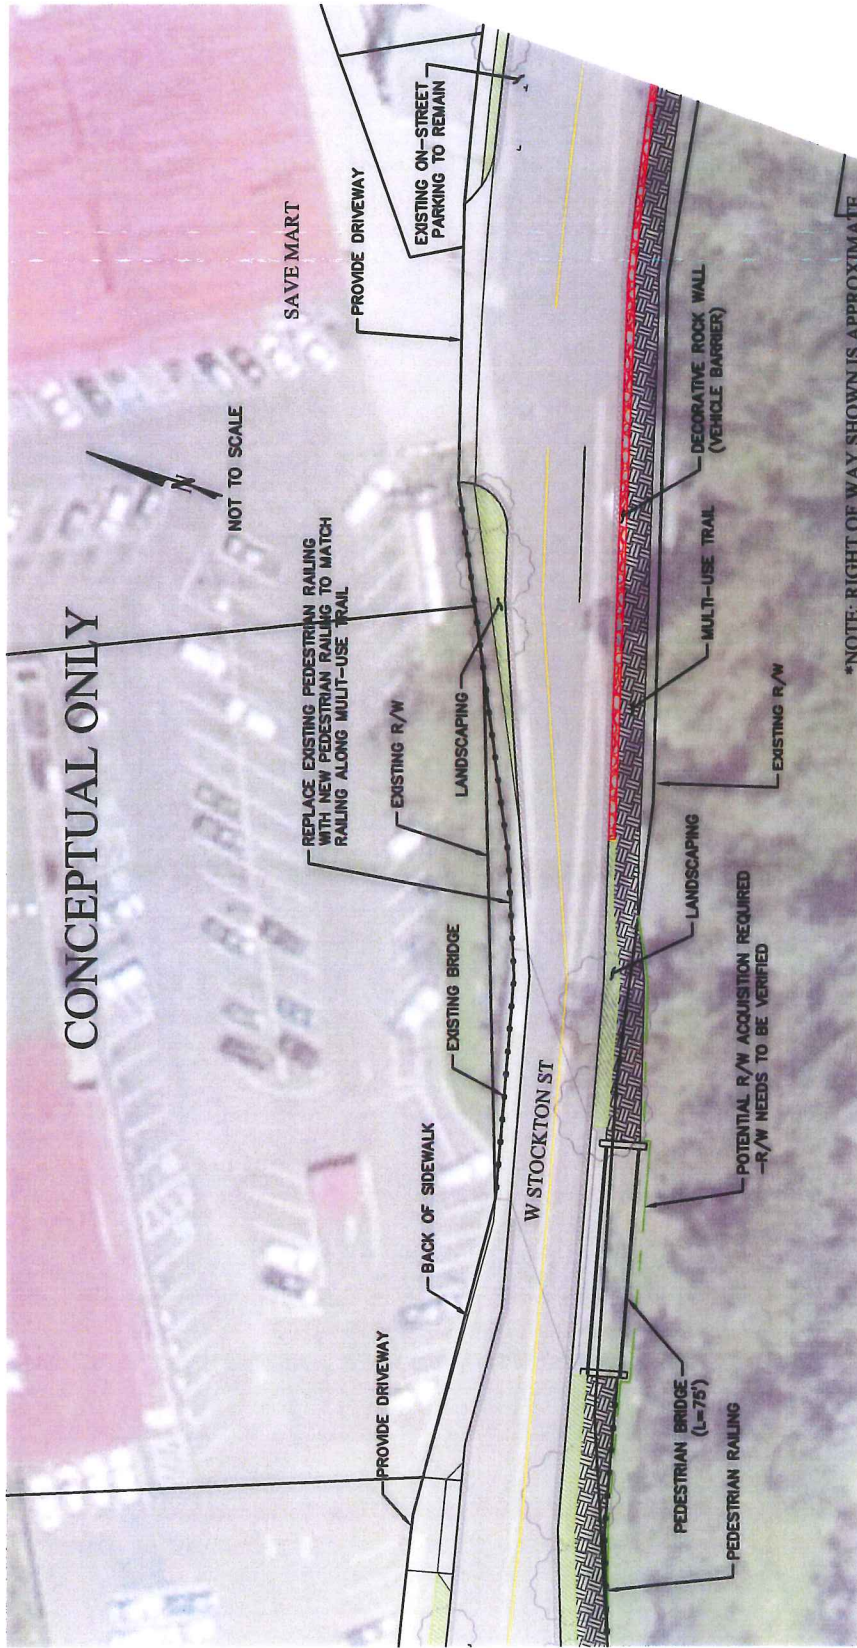 CONCEPTUAL ONLY
N
NOT TO SCALE
SAVE MART
PROVIDE DRIVEWAY
EXISTING ON-STREET
PARKING TO REMAIN
REPLACE EXISTING PEDESTRIAN RAILING
WITH NEW PEDESTRIAN RAILING TO MATCH
RAILING ALONG MULIT-USE TRAIL
EXISTING R/W
LANDSCAPING
EXISTING BRIDGE
BACK OF SIDEWALK
PROVIDE DRIVEWAY
W STOCKTON ST
DECORATIVE ROCK WALL
(VEHICLE BARRIER)
MULTI-USE TRAIL
EXISTING R/W
LANDSCAPING
POTENTIAL R/W ACQUISITION REQUIRED
-R/W NEEDS TO BE VERIFIED
PEDESTRIAN BRIDGE
(L=75')
PEDESTRIAN RAILING
*NOTE: RIGHT OF WAY SHOWN IS APPROXIMATE